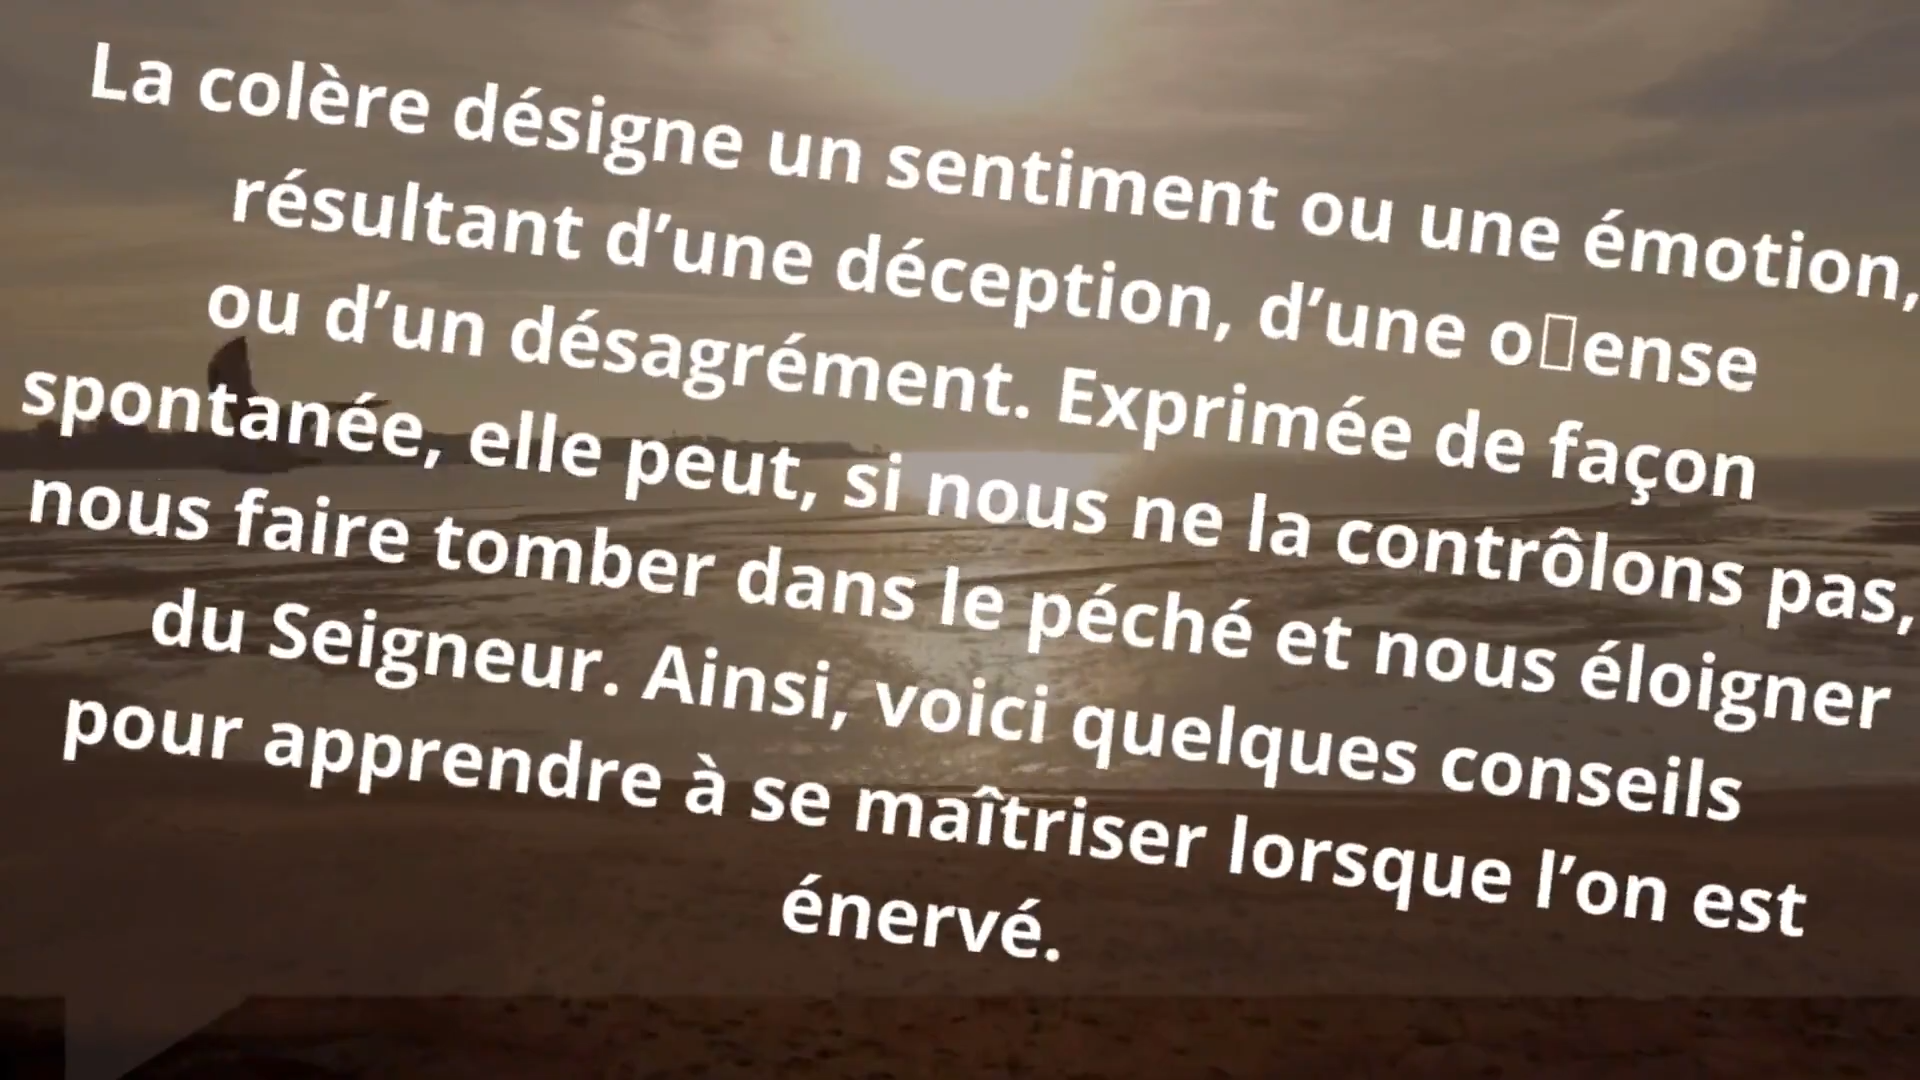 La colère désigne un sentiment ou une émotion,
résultant d’une déception, d’une o▯ense
ou d’un désagrément. Exprimée de façon
spontanée, elle peut, si nous ne la contrôlons pas,
nous faire tomber dans le péché et nous éloigner
du Seigneur. Ainsi, voici quelques conseils
pour apprendre à se maîtriser lorsque l’on est
énervé.